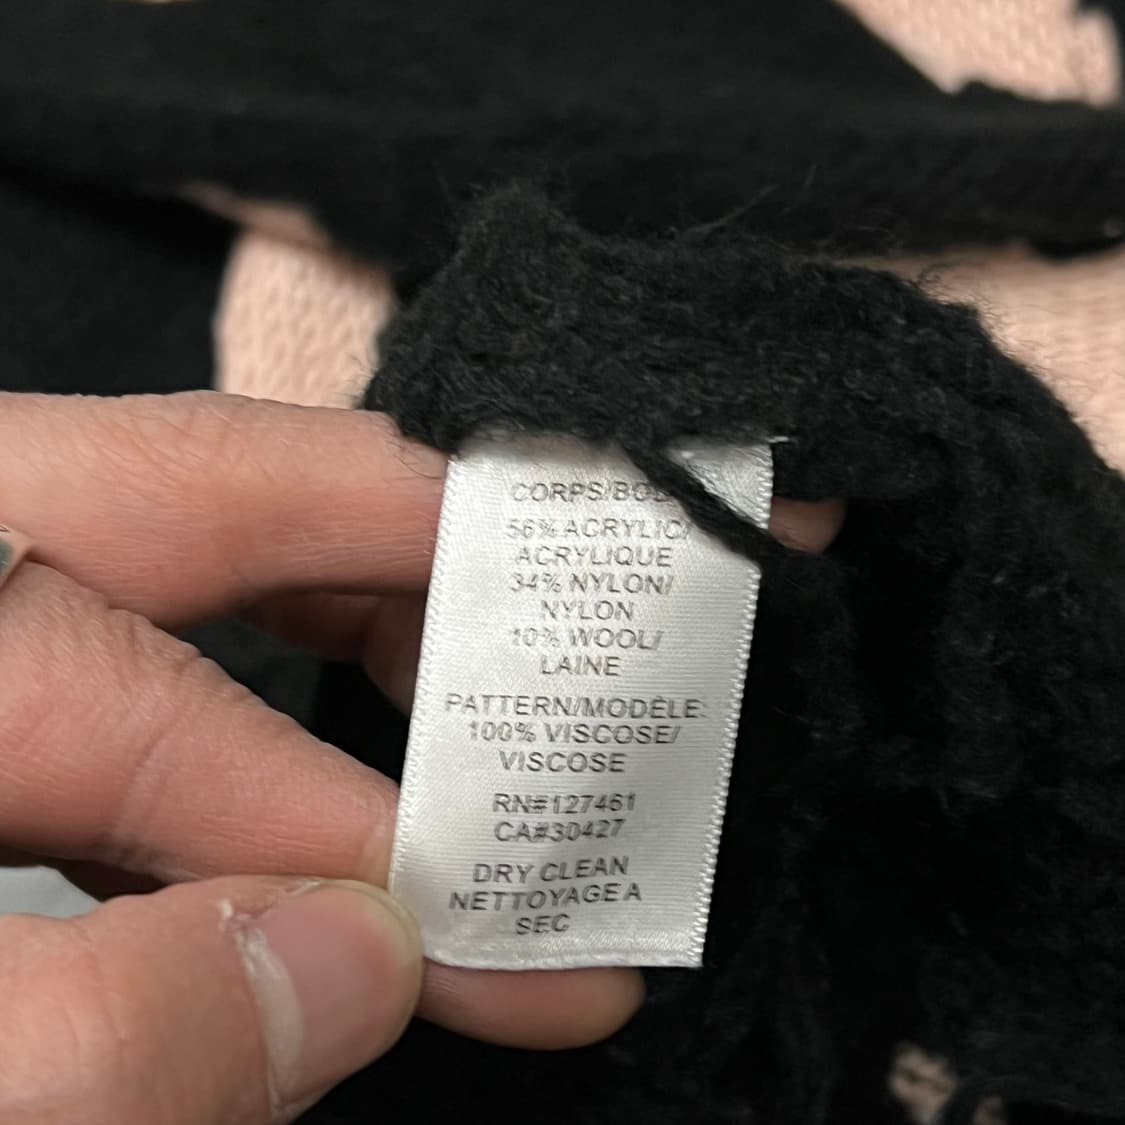 CORPS/BOD
56% ACRYLIC/
ACRYLIQUE
34% NYLON/
NYLON
10% WOOL/
LAINE
PATTERN/MODÈLE:
100% VISCOSE/
VISCOSE
RN#127461
CA#30427
DRY CLEAN
NETTOYAGE A
SEC